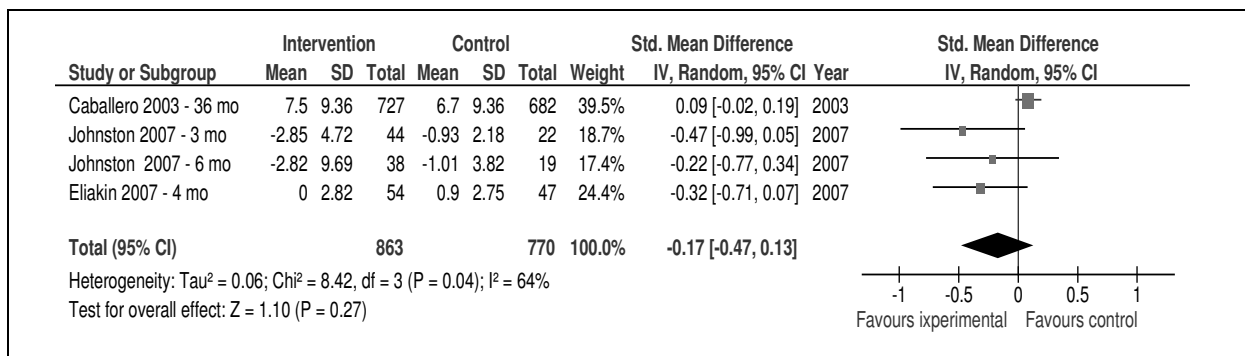 Intervention Control Std. Mean Difference Std. Mean Difference
Study or Subgroup Mean SD Total Mean SD Total Weight IV, Random, 95% CI Year IV, Random, 95% CI
Caballero 2003 - 36 mo 7.5 9.36 727 6.7 9.36 682 39.5% 0.09 [-0.02, 0.19] 2003
Johnston 2007 - 3 mo -2.85 4.72 44 -0.93 2.18 22 18.7% -0.47 [-0.99, 0.05] 2007
Johnston 2007 - 6 mo -2.82 9.69 38 -1.01 3.82 19 17.4% -0.22 [-0.77, 0.34] 2007
Eliakin 2007 - 4 mo 0 2.82 54 0.9 2.75 47 24.4% -0.32 [-0.71, 0.07] 2007
Total (95% CI) 863 770 100.0% -0.17 [-0.47, 0.13]
Heterogeneity: Tau² = 0.06; Chi² = 8.42, df = 3 (P = 0.04); I² = 64%
Test for overall effect: Z = 1.10 (P = 0.27)
-1 -0.5 0 0.5 1
Favours ixperimental Favours control